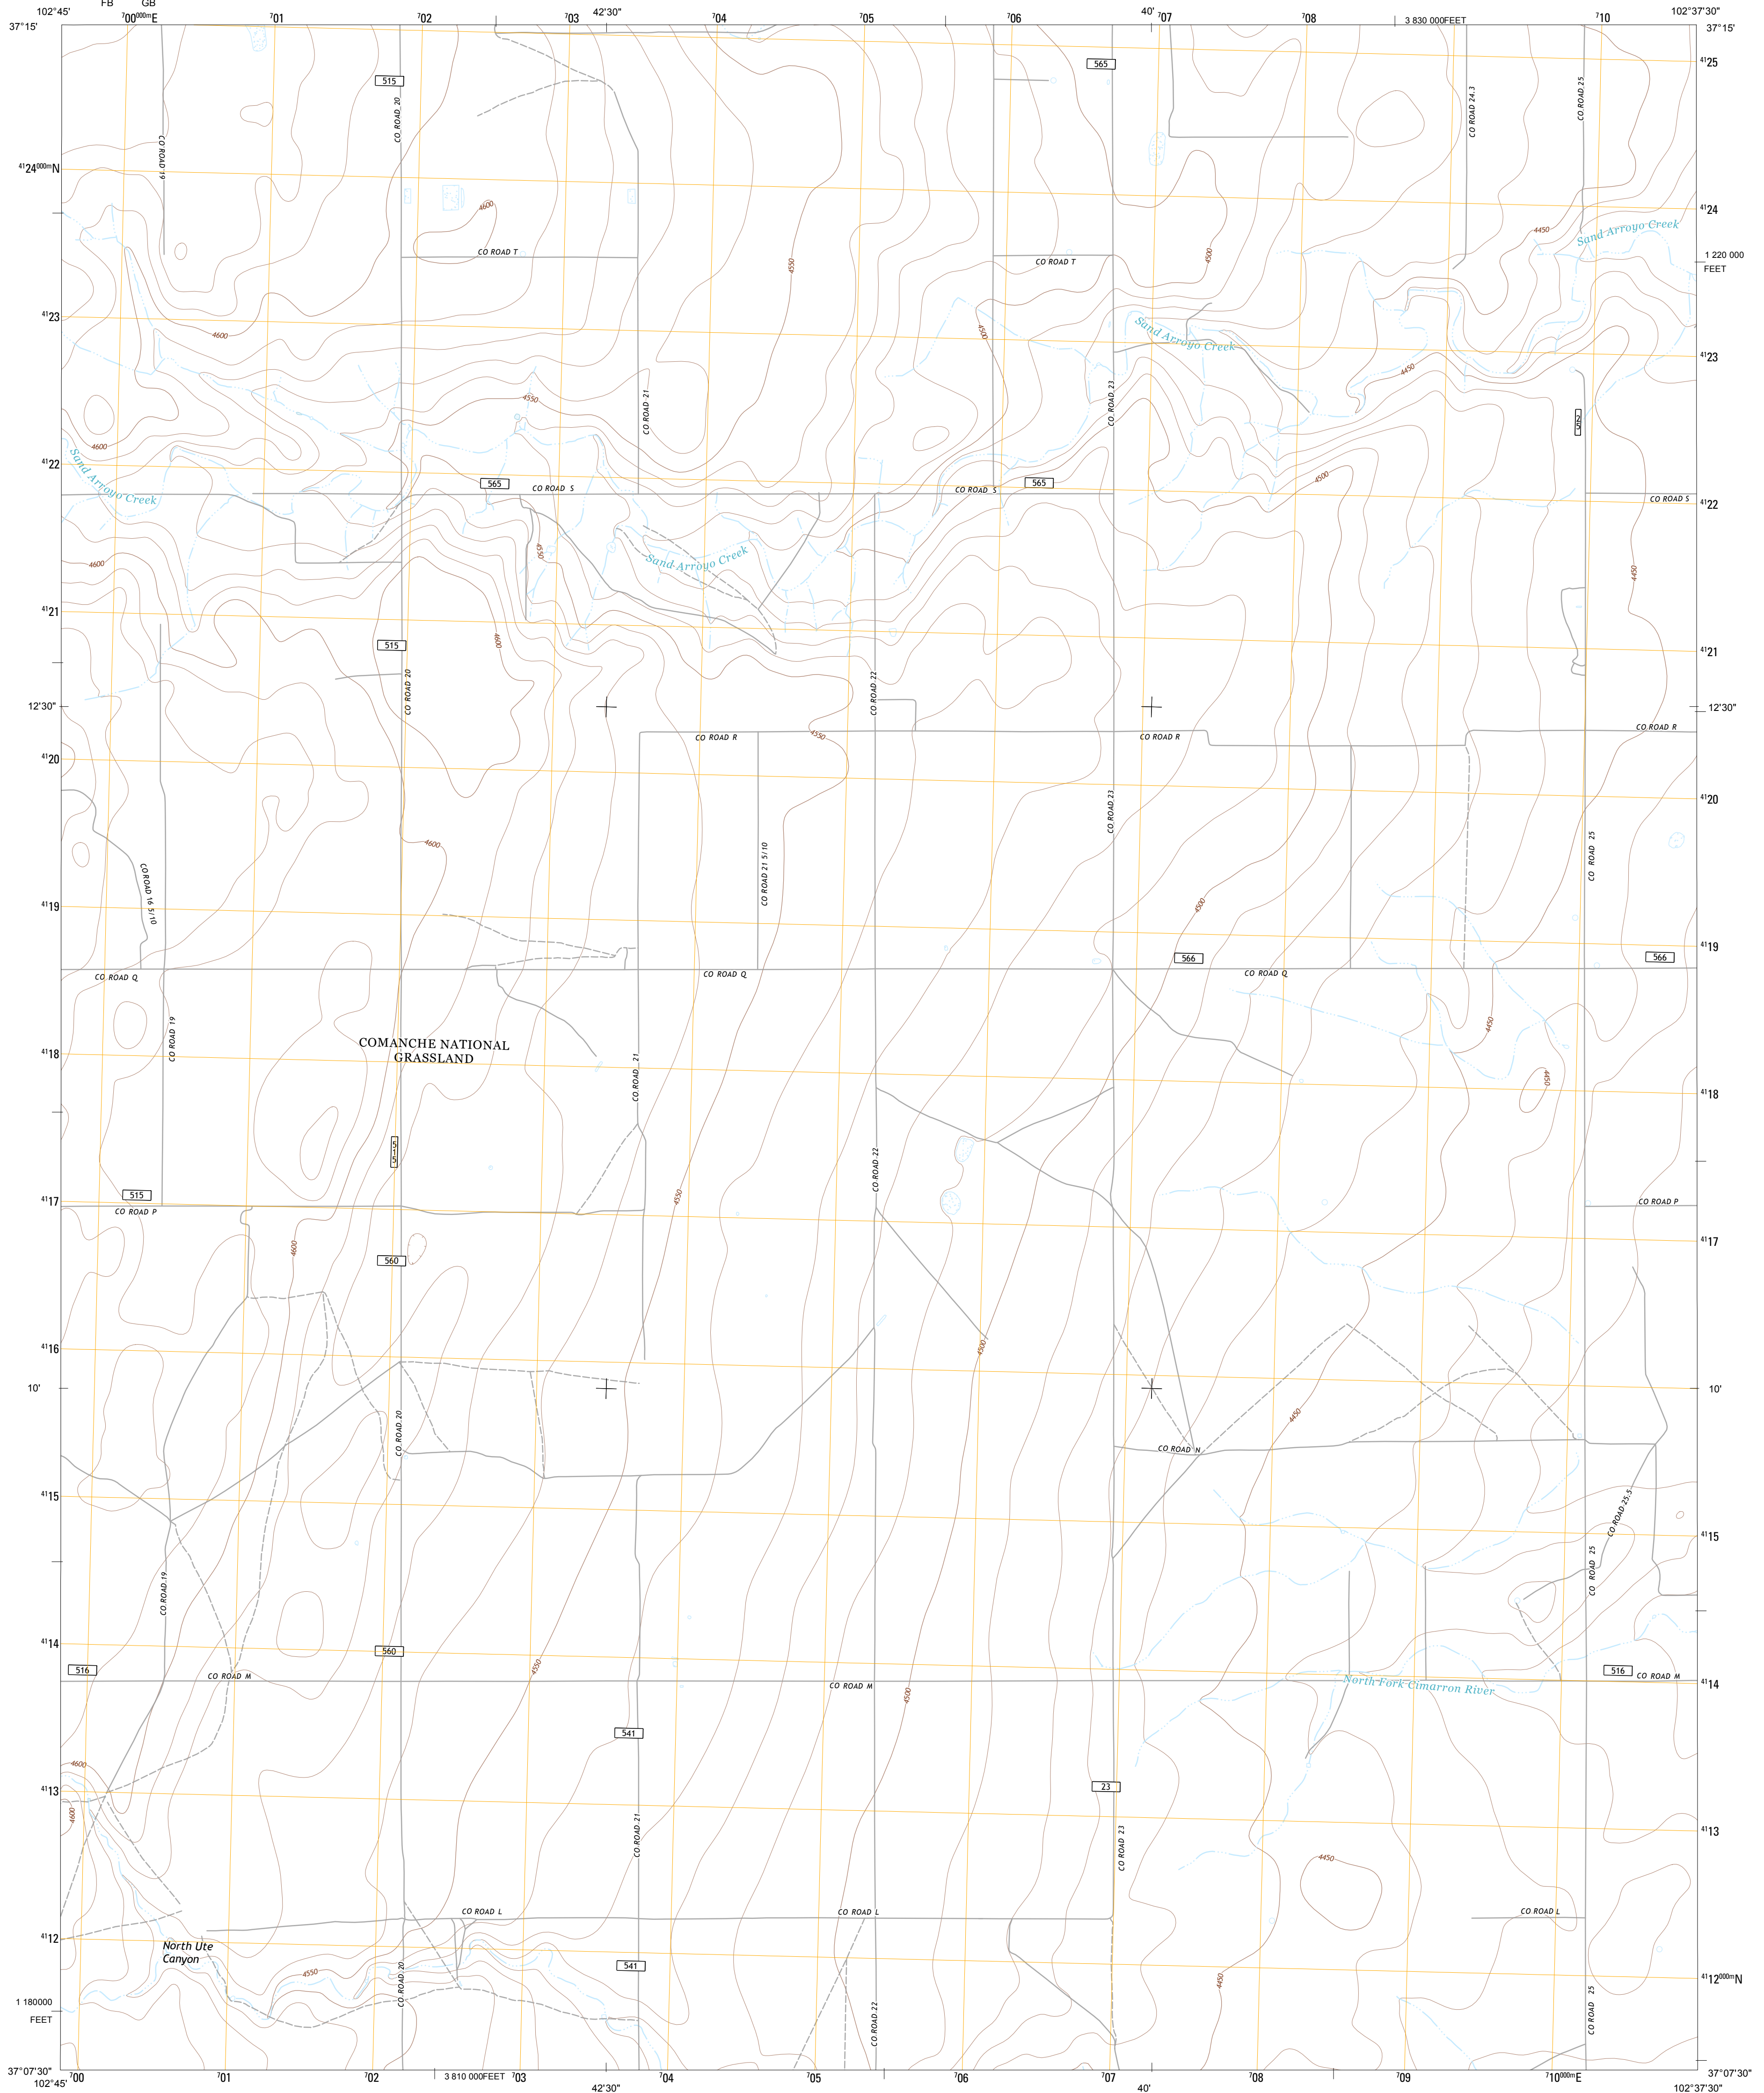 FB GB
102°45' 700000mE 701 702 703 42'30" 704 705 706 40' 707 708 3 830 000FEET 710 102°37'30"
37°15' 37°15'
4125
515
565
CO ROAD 19
CO ROAD 20
CO ROAD 24.3
CO ROAD 25
4124000mN
4600
4124
4450
Sand Arroyo Creek
CO ROAD T
CO ROAD T
4550
4500
1 220 000
FEET
4123
4600
4500
Sand Arroyo Creek
4123
4450
4550
CO ROAD 21
CO ROAD 23
25
4600
4122
Sand Arroyo Creek
565
CO ROAD S
CO ROAD S
565
4500
CO ROAD S
4122
4550
Sand Arroyo Creek
4600
4450
4121
515
4600
4121
CO ROAD 20
CO ROAD 22
12'30"
12'30"
CO ROAD R
4550
CO ROAD R
CO ROAD R
4120
4120
4600
CO ROAD 23
CO ROAD 16 5/10
CO ROAD 21 5/10
CO ROAD 25
4119
4500
4119
CO ROAD Q
CO ROAD Q
566
CO ROAD Q
566
CO ROAD 19
4450
COMANCHE NATIONAL
GRASSLAND
4118
CO ROAD 21
4450
4118
515
CO ROAD 22
4117
515
CO ROAD P
4550
CO ROAD P
4600
560
4117
4116
4500
4116
10'
10'
CO ROAD 20
4450
CO ROAD N
4115
CO ROAD 25.5
4115
CO ROAD 19
CO ROAD 25
4114
560
516
CO ROAD M
4550
CO ROAD M
4500
516
CO ROAD M
North Fork Cimarron River
4114
541
4600
4113
4600
23
CO ROAD 21
CO ROAD 23
4113
4450
CO ROAD L
CO ROAD L
CO ROAD L
4112
North Ute
Canyon
4550
CO ROAD 20
541
4450
4112000mN
1 180000
FEET
CO ROAD 22
CO ROAD 25
37°07'30" 37°07'30"
102°45' 700 701 702 3 810 000FEET 703 42'30" 704 705 706 707 40' 708 709 710000mE 102°37'30"